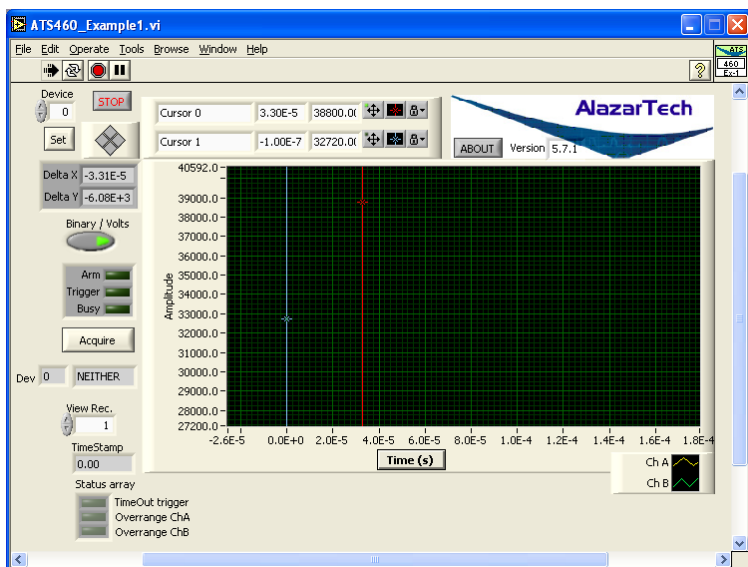 ATS460_Example1.vi
File Edit Operate Tools Browse Window Help
ATS
460
Ex-1
Device
0
STOP
Set
Cursor 0 3.30E-5 38800.0(
Cursor 1 -1.00E-7 32720.0(
AlazarTech
ABOUT Version 5.7.1
Delta X -3.31E-5
Delta Y -6.08E+3
Binary / Volts
Arm
Trigger
Busy
Acquire
Dev 0 NEITHER
View Rec.
1
TimeStamp
0.00
Status array
TimeOut trigger
Overrange ChA
Overrange ChB
Amplitude
40592.0
39000.0
38000.0
37000.0
36000.0
35000.0
34000.0
33000.0
32000.0
31000.0
30000.0
29000.0
28000.0
27200.0
-2.6E-5 0.0E+0 2.0E-5 4.0E-5 6.0E-5 8.0E-5 1.0E-4 1.2E-4 1.4E-4 1.6E-4 1.8E-4
Time (s)
Ch A
Ch B